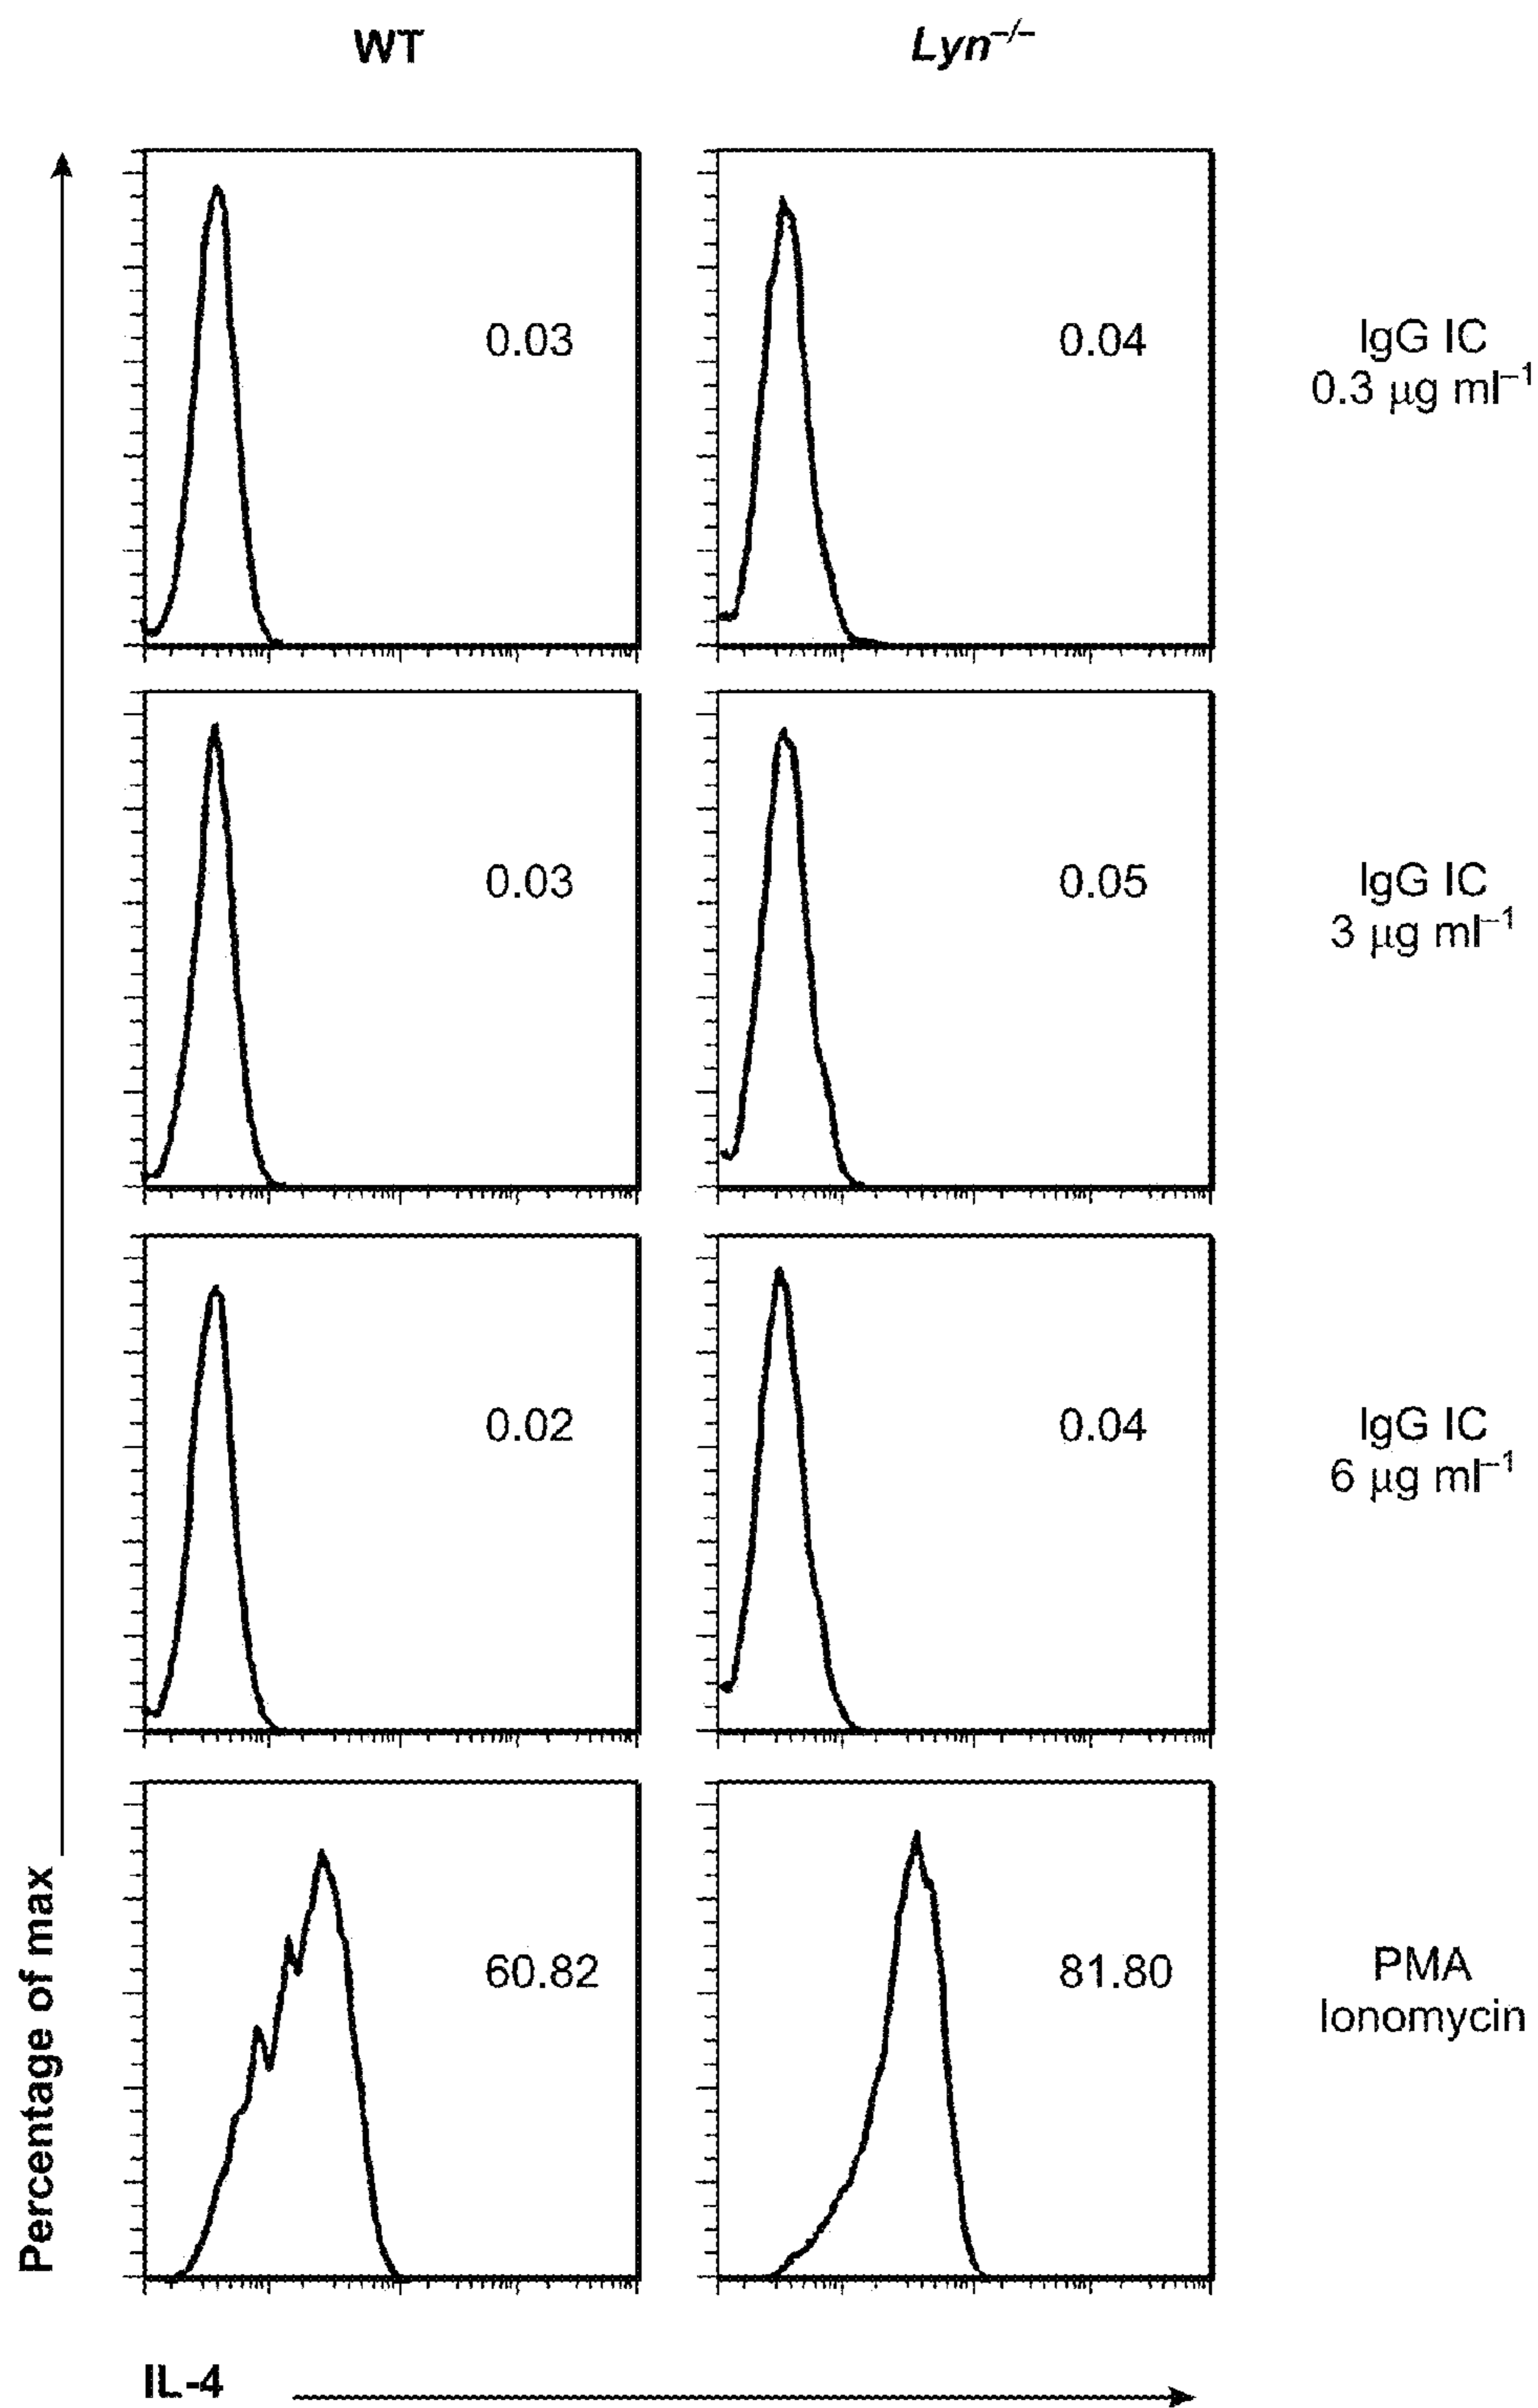 WT
Lyn–/–
0.03
0.04
IgG IC
0.3 µg ml–1
0.03
0.05
IgG IC
3 µg ml–1
0.02
0.04
IgG IC
6 µg ml–1
60.82
81.80
PMA
Ionomycin
Percentage of max
IL-4